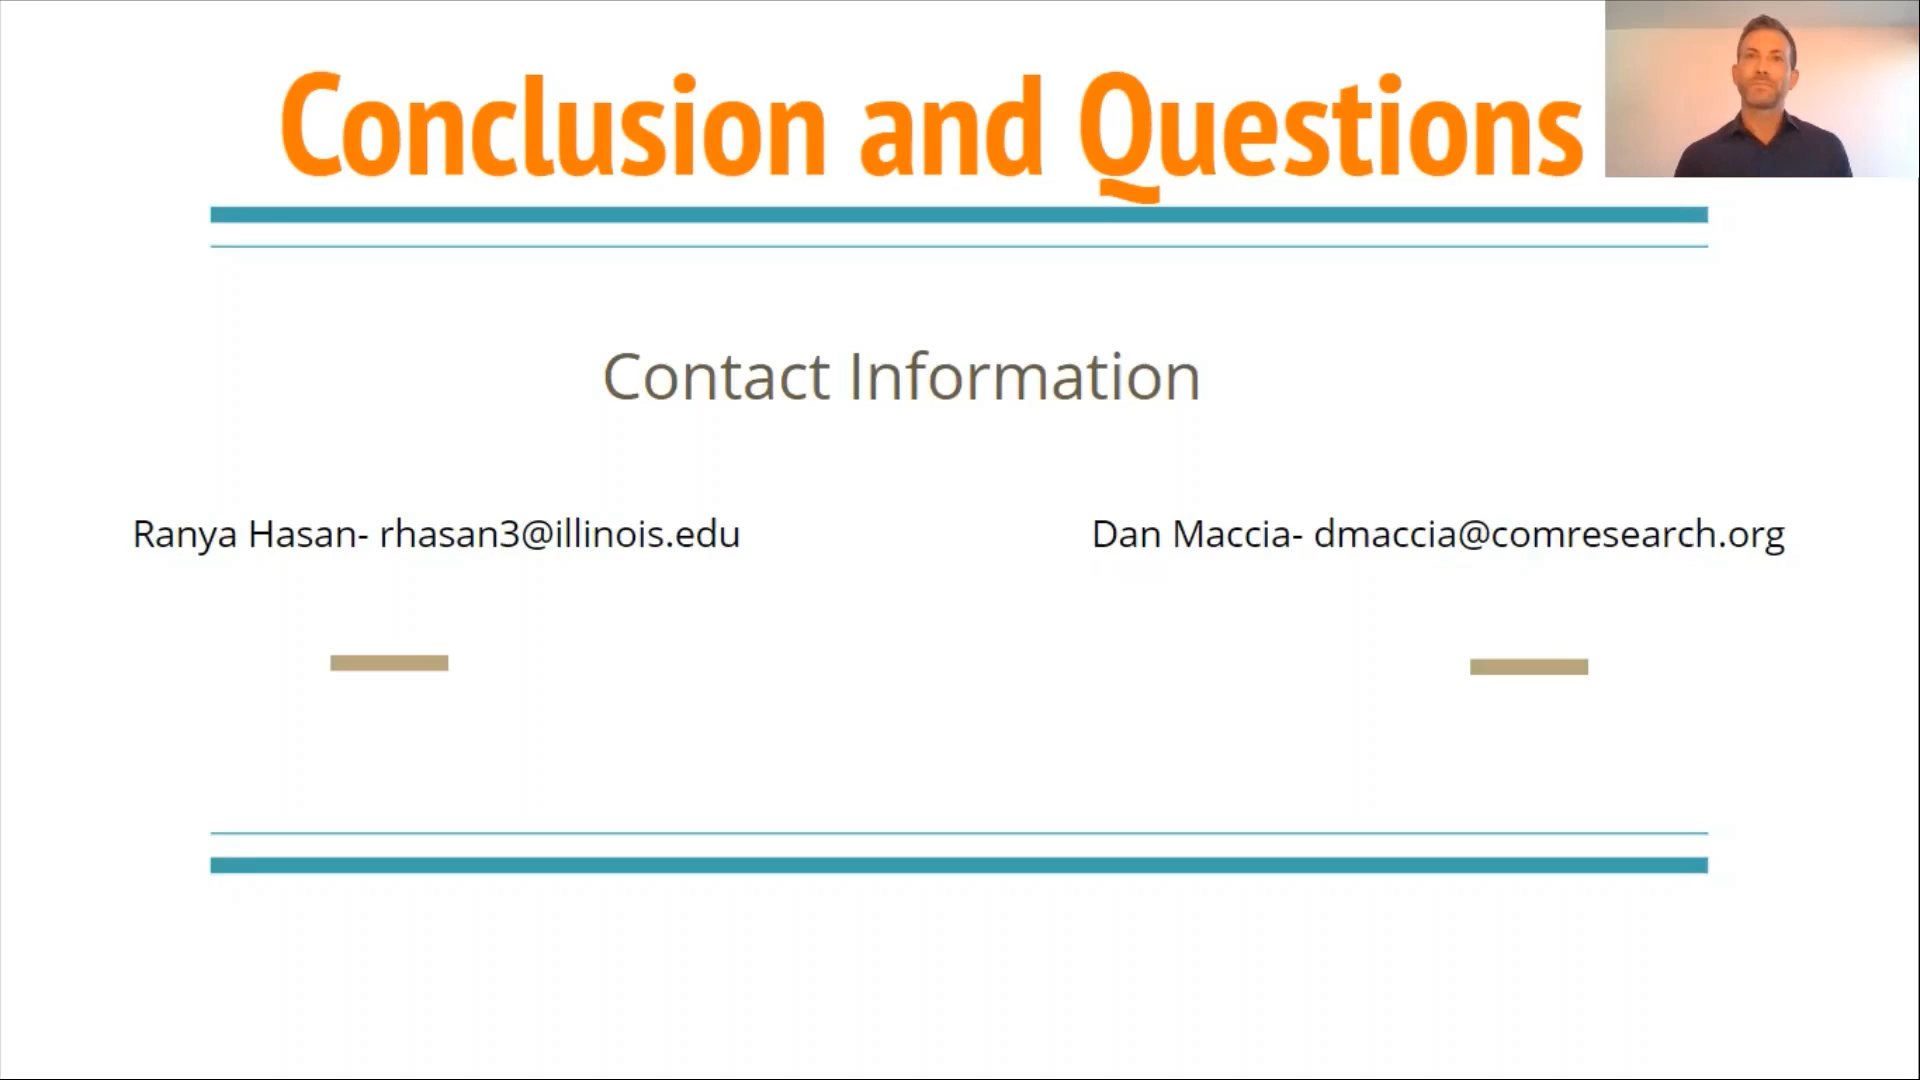 Conclusion and Questions
Contact Information
Ranya Hasan- rhasan3@illinois.edu
Dan Maccia- dmaccia@comresearch.org